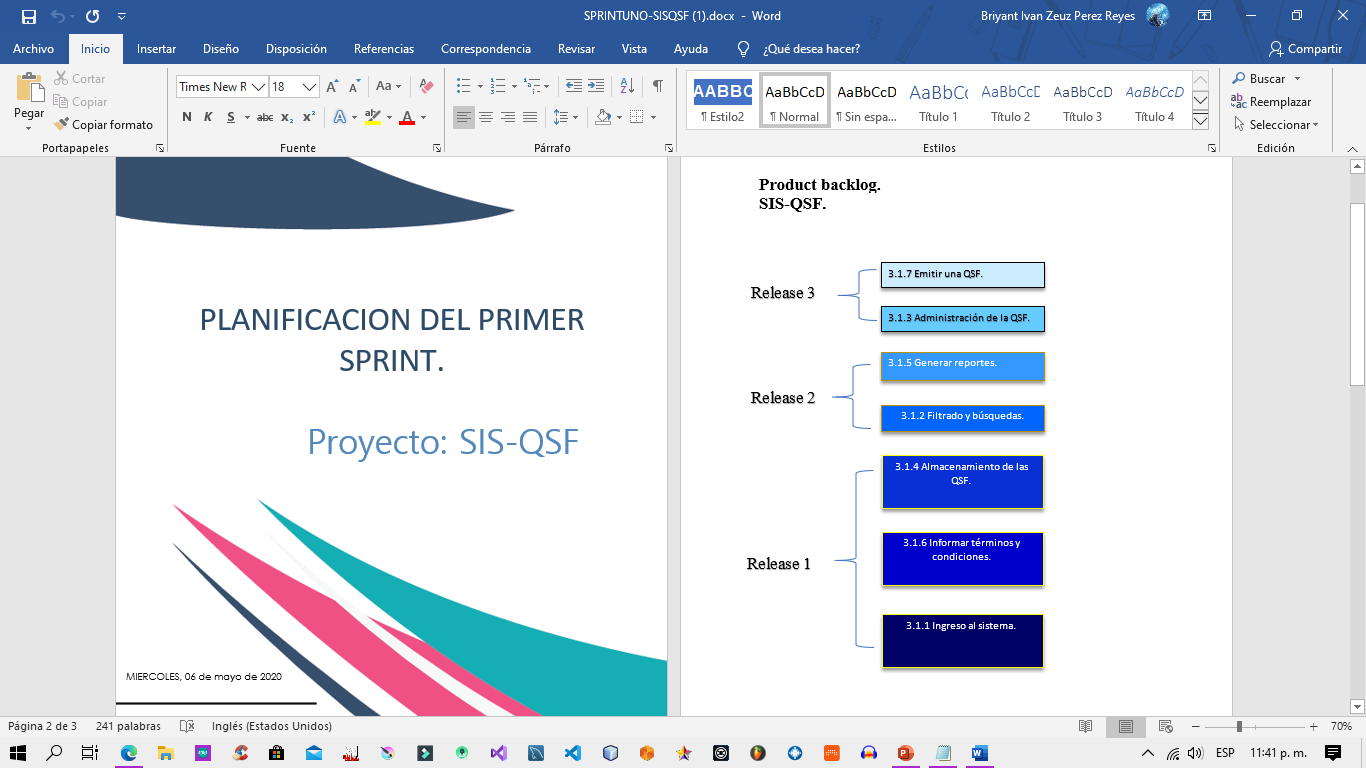 SPRINTUNO-SISQSF (1).docx - Word
Briyant Ivan Zeuz Perez Reyes
Archivo Inicio Insertar Diseño Disposición Referencias Correspondencia Revisar Vista Ayuda ¿Qué desea hacer? Compartir
Pegar
Cortar
Copiar
Copiar formato
Portapapeles
Times New R 18
Aa
N K S abc x₂ x²
Fuente
Párrafo
AABBC AaBbCcD AaBbCcD AaBbCc AaBbCcD AaBbCcD AaBbCcD
¶ Estilo2 ¶ Normal ¶ Sin espa... Título 1 Título 2 Título 3 Título 4
Estilos
Buscar
Reemplazar
Seleccionar
Edición
PLANIFICACION DEL PRIMER
SPRINT.
Proyecto: SIS-QSF
MIERCOLES, 06 de mayo de 2020
Product backlog.
SIS-QSF.
Release 3
3.1.7 Emitir una QSF.
3.1.3 Administración de la QSF.
Release 2
3.1.5 Generar reportes.
3.1.2 Filtrado y búsquedas.
Release 1
3.1.4 Almacenamiento de las
QSF.
3.1.6 Informar términos y
condiciones.
3.1.1 Ingreso al sistema.
Página 2 de 3 241 palabras Inglés (Estados Unidos) 70%
ESP 11:41 p. m.